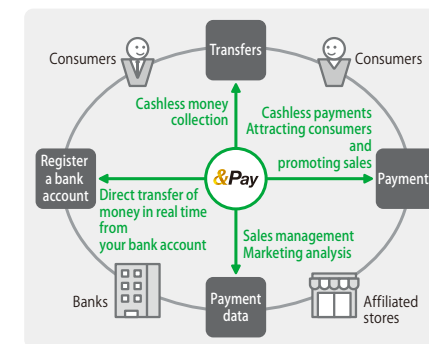 Transfers
Consumers
Consumers
Cashless money
collection
Cashless payments
Attracting consumers
and
promoting sales
Register
a bank
account
&Pay
Payment
Direct transfer of
money in real time
from
your bank account
Sales management
Marketing analysis
Banks
Payment
data
Affiliated
stores